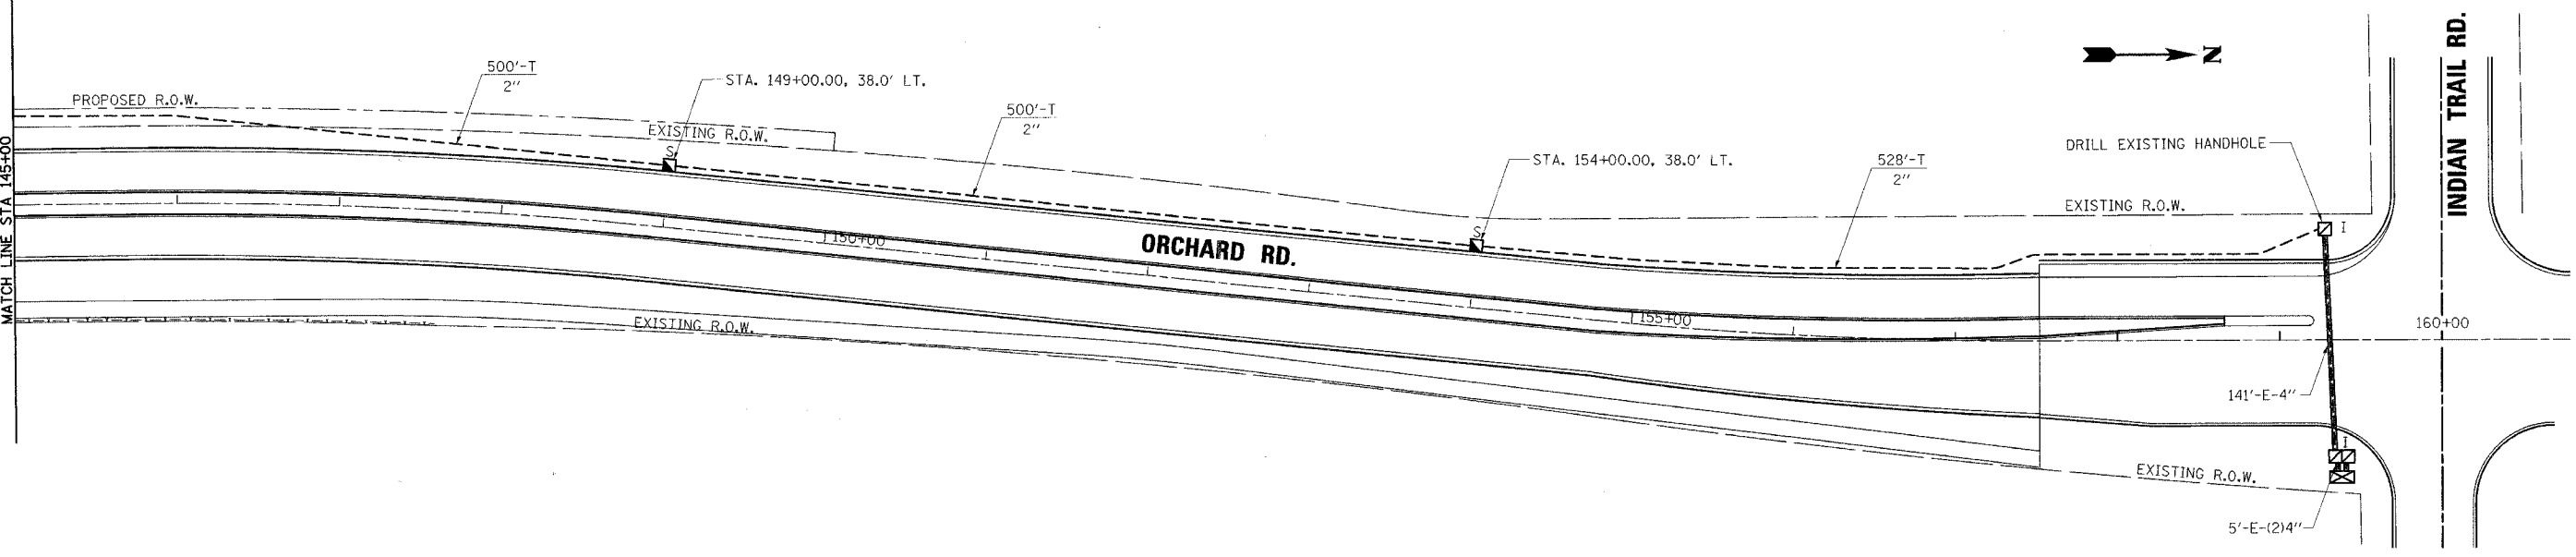 MATCH LINE STA 145+00
PROPOSED R.O.W.
500'-T
2"
STA. 149+00.00, 38.0' LT.
EXISTING R.O.W.
S
500'-T
2"
150+00
ORCHARD RD.
EXISTING R.O.W.
S
STA. 154+00.00, 38.0' LT.
528'-T
2"
155+00
N
DRILL EXISTING HANDHOLE
EXISTING R.O.W.
I
INDIAN TRAIL RD.
160+00
141'-E-4"
I
EXISTING R.O.W.
5'-E-(2)4"